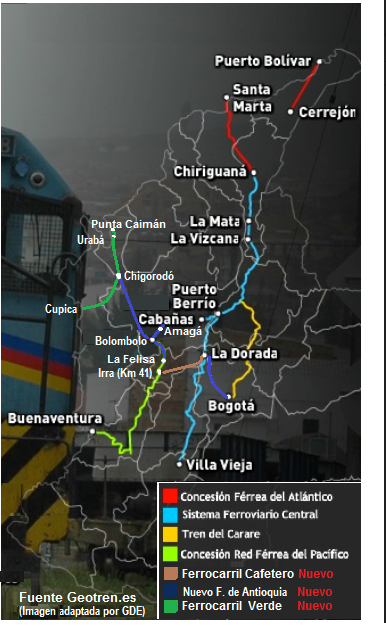 Puerto Bolívar
Santa
Marta
Cerrejón
Chiriguaná
La Mata
Punta Caimán
Urabá
La Vizcana
Chigorodó
Puerto
Berrío
Cupica
Cabañas
Amagá
Bolombolo
La Felisa
La Dorada
Irra (Km 41)
Bogotá
Buenaventura
Villa Vieja
Concesión Férrea del Atlántico
Sistema Ferroviario Central
Tren del Carare
Concesión Red Férrea del Pacífico
Ferrocarril Cafetero Nuevo
Nuevo F. de Antioquia Nuevo
Ferrocarril Verde Nuevo
Fuente Geotren.es
(Imagen adaptada por GDE)